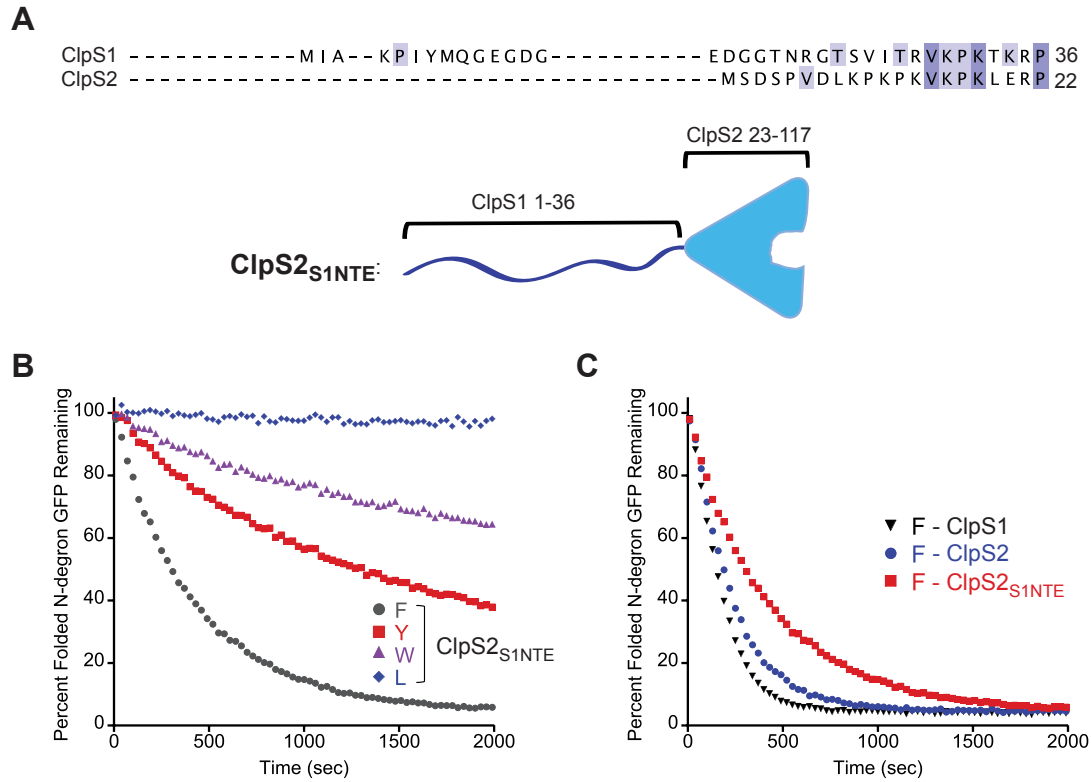 A
ClpS1 ------------------MIA--KPIYMQGEGDG-----------------EDGGTNRGTSVITRVKPKTKRP 36
ClpS2 ----------------------------------------------------MSDSPVDLKPKPKVKPKLERP 22
ClpS2 23-117
ClpS1 1-36
ClpS2S1NTE:
B
Percent Folded N-degron GFP Remaining
100
80
60
40
20
0
0 500 1000 1500 2000
Time (sec)
F
Y
W
L
ClpS2S1NTE
C
Percent Folded N-degron GFP Remaining
100
80
60
40
20
0
0 500 1000 1500 2000
Time (sec)
F - ClpS1
F - ClpS2
F - ClpS2S1NTE